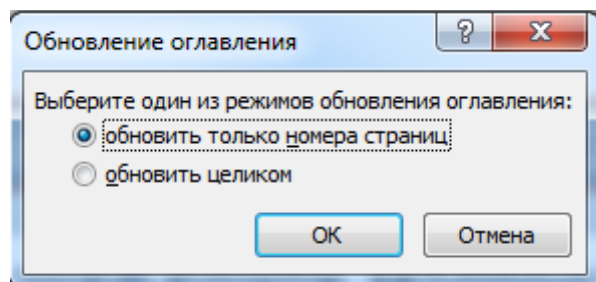 Обновление оглавления
?
Выберите один из режимов обновления оглавления:
обновить только номера страниц
обновить целиком
ОК Отмена